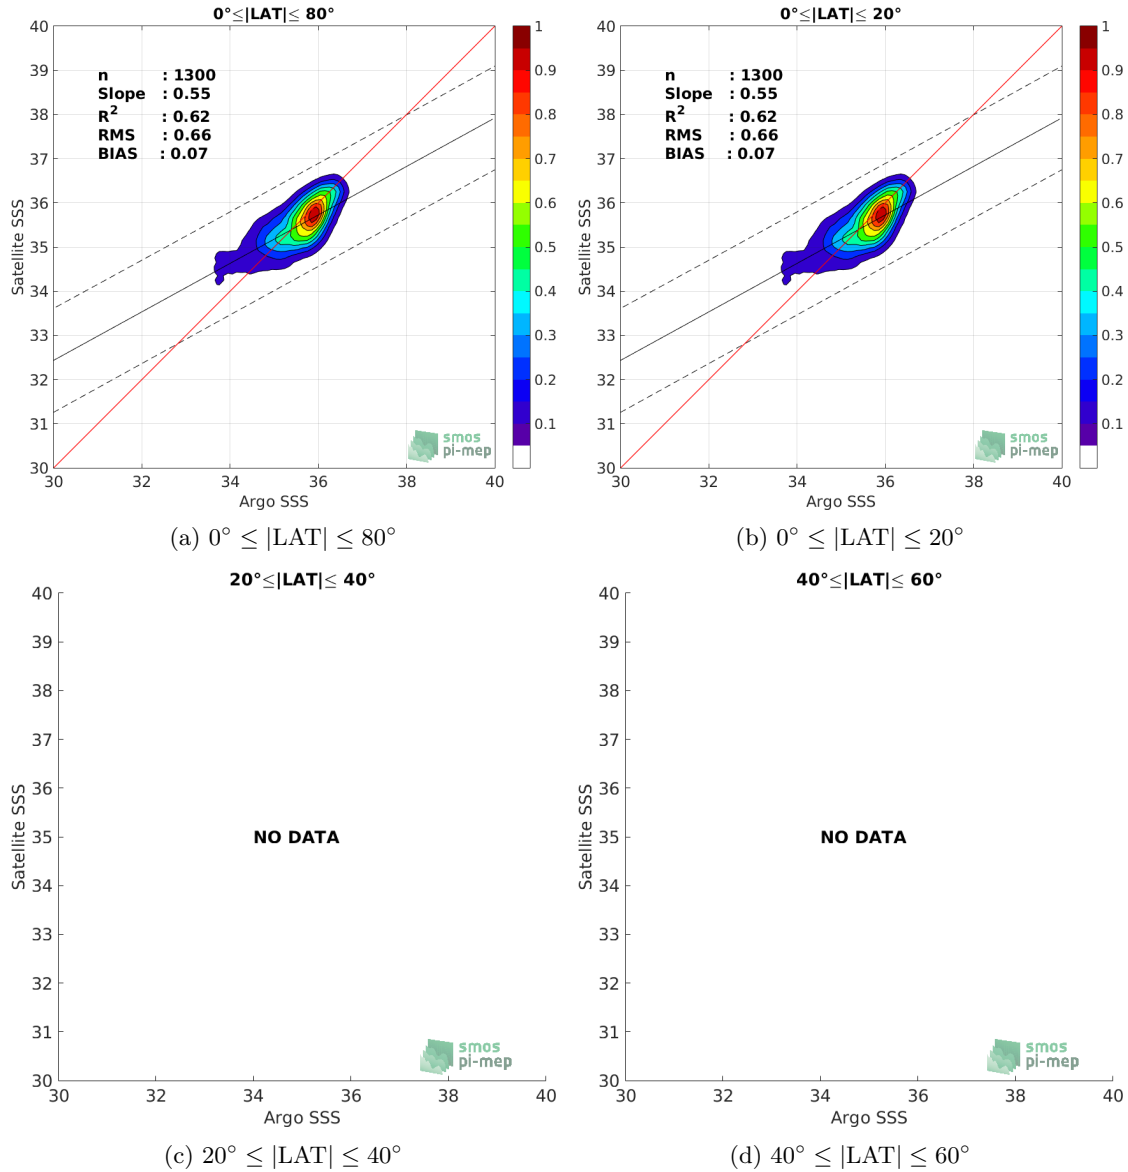 0°≤|LAT|≤ 80°
40
39
38
37
36
35
34
33
32
31
30
Satellite SSS
n : 1300
Slope : 0.55
R² : 0.62
RMS : 0.66
BIAS : 0.07
smos
pi-mep
30 32 34 36 38 40
Argo SSS
1
0.9
0.8
0.7
0.6
0.5
0.4
0.3
0.2
0.1
(a) 0° ≤ |LAT| ≤ 80°
0°≤|LAT|≤ 20°
40
39
38
37
36
35
34
33
32
31
30
Satellite SSS
n : 1300
Slope : 0.55
R² : 0.62
RMS : 0.66
BIAS : 0.07
smos
pi-mep
30 32 34 36 38 40
Argo SSS
1
0.9
0.8
0.7
0.6
0.5
0.4
0.3
0.2
0.1
(b) 0° ≤ |LAT| ≤ 20°
20°≤|LAT|≤ 40°
40
39
38
37
36
35
34
33
32
31
30
Satellite SSS
NO DATA
smos
pi-mep
30 32 34 36 38 40
Argo SSS
(c) 20° ≤ |LAT| ≤ 40°
40°≤|LAT|≤ 60°
40
39
38
37
36
35
34
33
32
31
30
Satellite SSS
NO DATA
smos
pi-mep
30 32 34 36 38 40
Argo SSS
(d) 40° ≤ |LAT| ≤ 60°